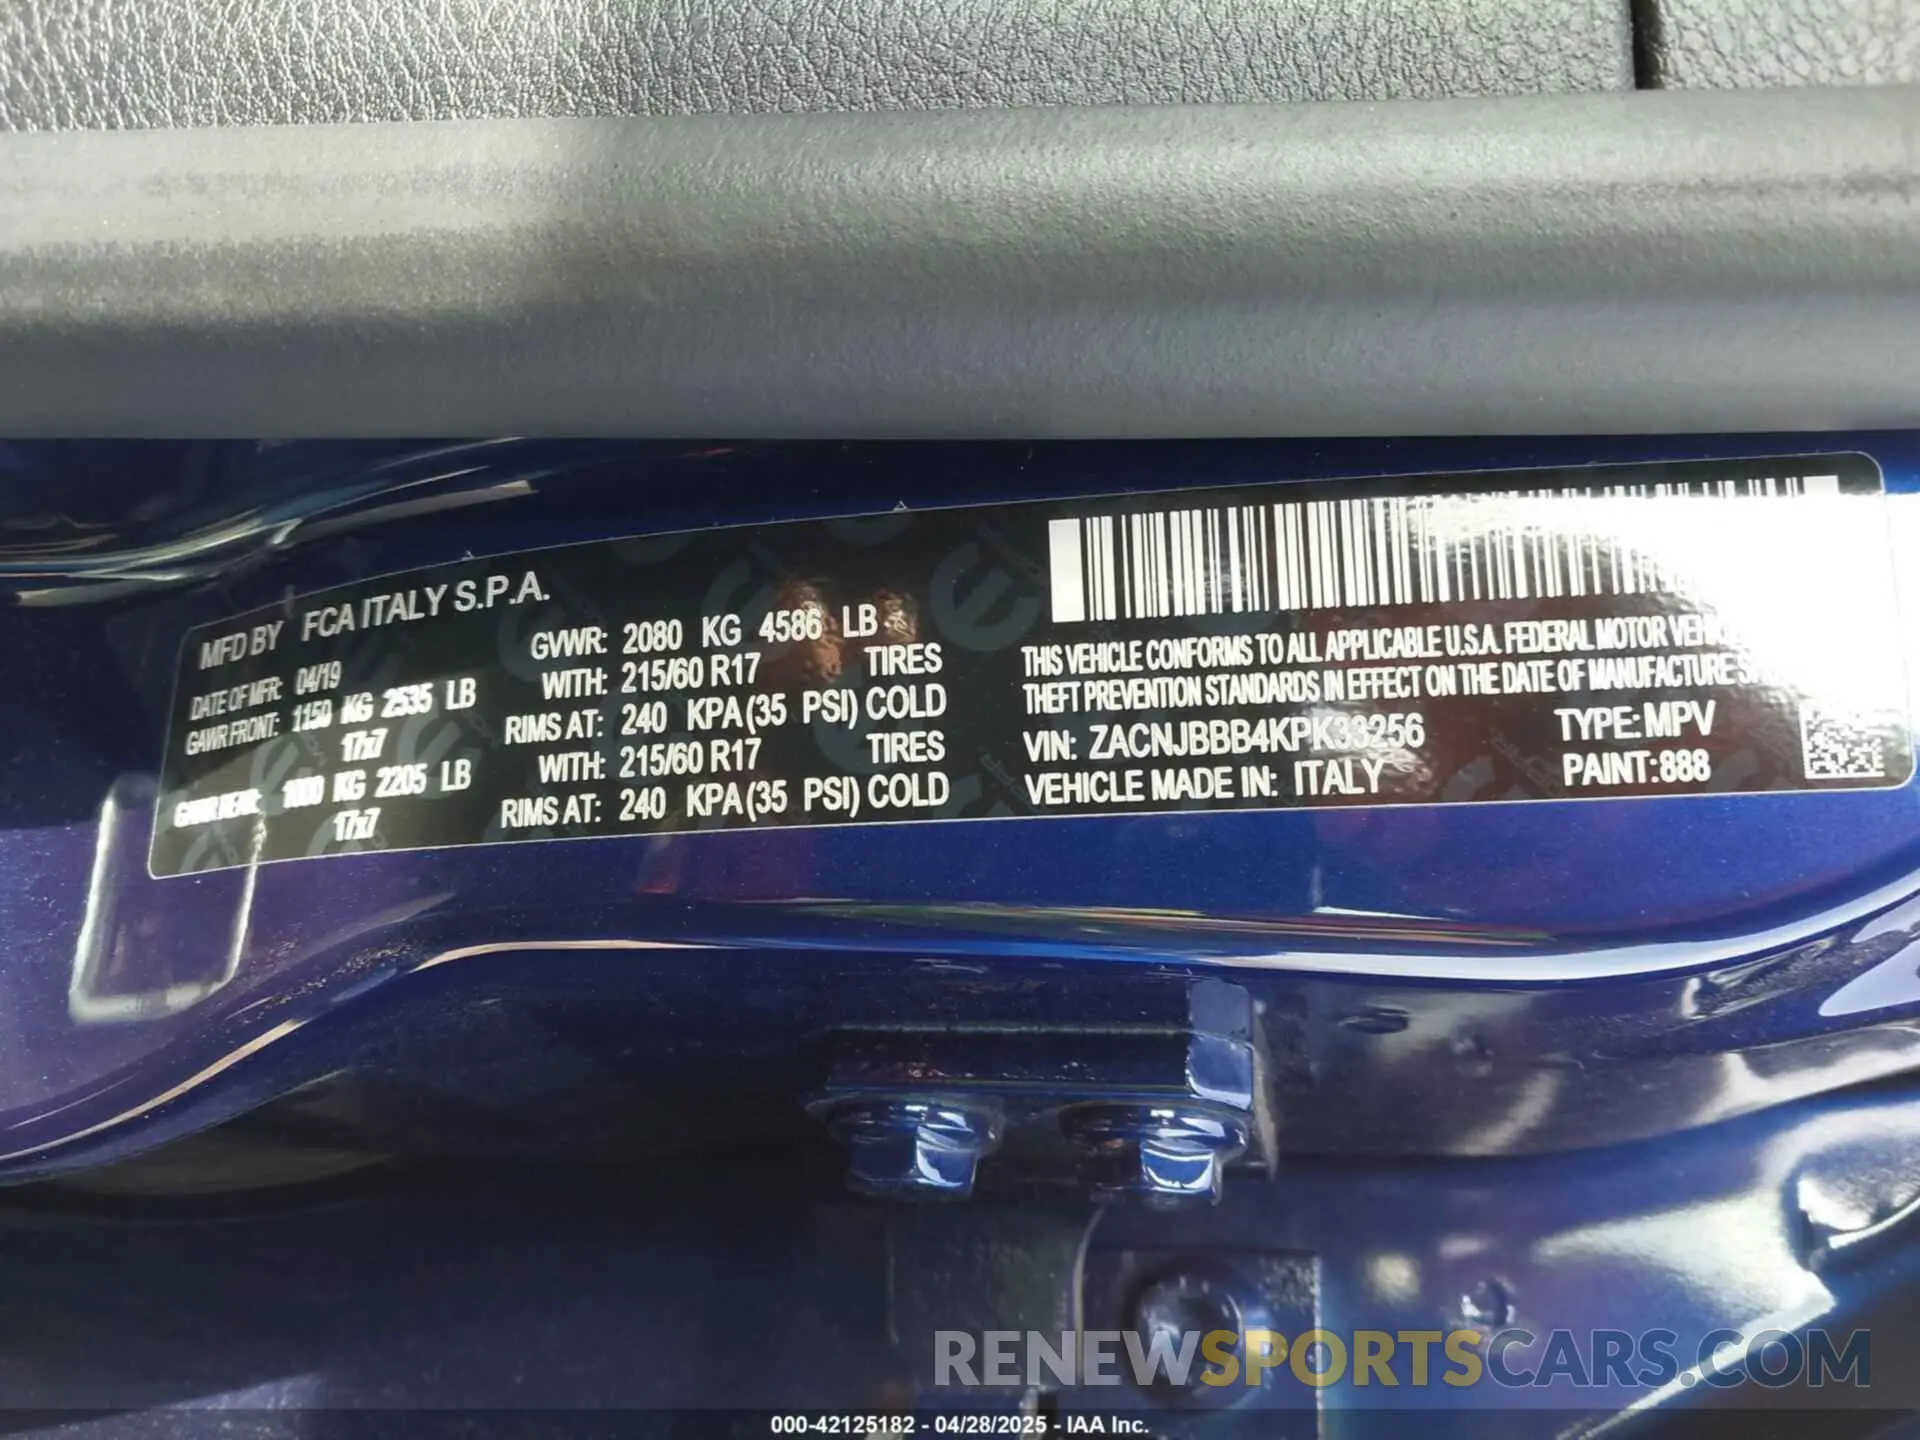 MFD BY FCA ITALY S.P.A.
DATE OF MFR: 04/19
GAWR FRONT: 1150 KG 2535 LB
17x7
GAWR REAR: 1000 KG 2205 LB
17x7
GVWR: 2080 KG 4586 LB
WITH: 215/60 R17 TIRES
RIMS AT: 240 KPA(35 PSI) COLD
WITH: 215/60 R17 TIRES
RIMS AT: 240 KPA(35 PSI) COLD
THIS VEHICLE CONFORMS TO ALL APPLICABLE U.S.A. FEDERAL MOTOR
THEFT PREVENTION STANDARDS IN EFFECT ON THE DATE OF MANUFACTURE
VIN: ZACNJBBB4KPK33256 TYPE: MPV
VEHICLE MADE IN: ITALY PAINT: 888
RENEWSPORTSCARS.COM
000-42125182 - 04/28/2025 - IAA Inc.